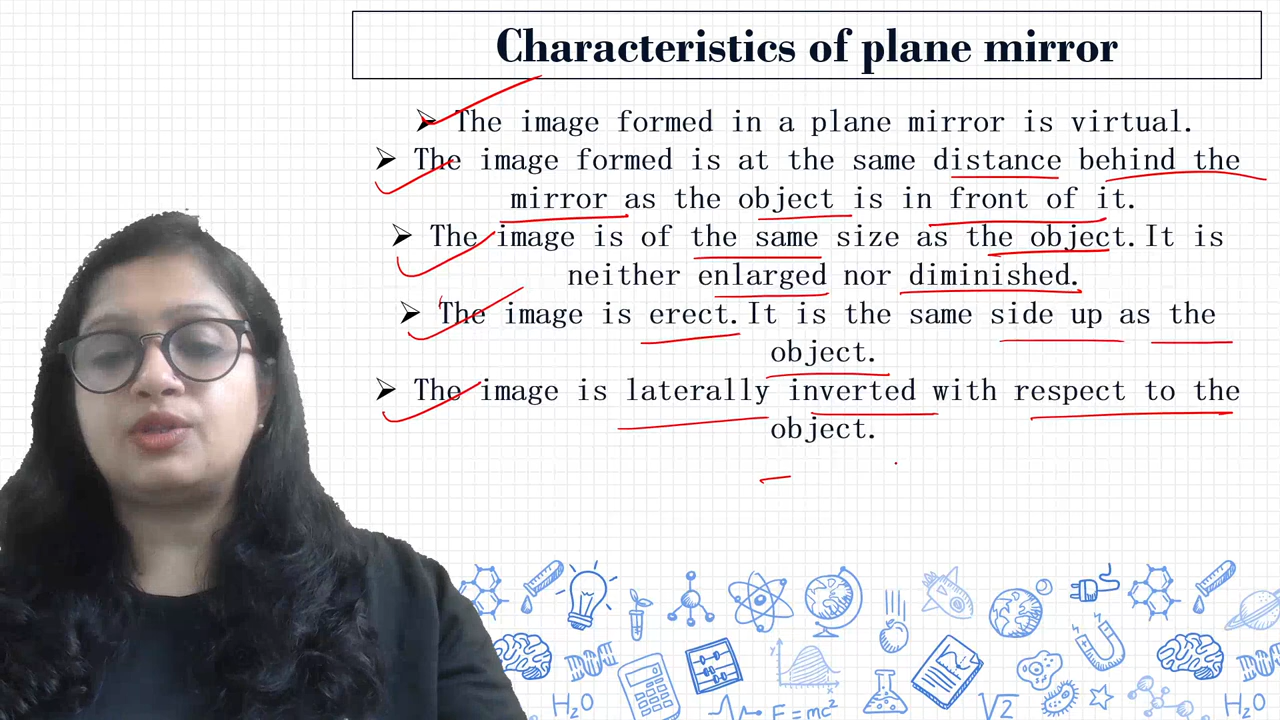 Characteristics of plane mirror
➢ The image formed in a plane mirror is virtual.
➢ The image formed is at the same distance behind the
mirror as the object is in front of it.
➢ The image is of the same size as the object.It is
neither enlarged nor diminished.
➢ The image is erect.It is the same side up as the
object.
➢ The image is laterally inverted with respect to the
object.
y
x
H₂O
F=mc²
√2
H₂O